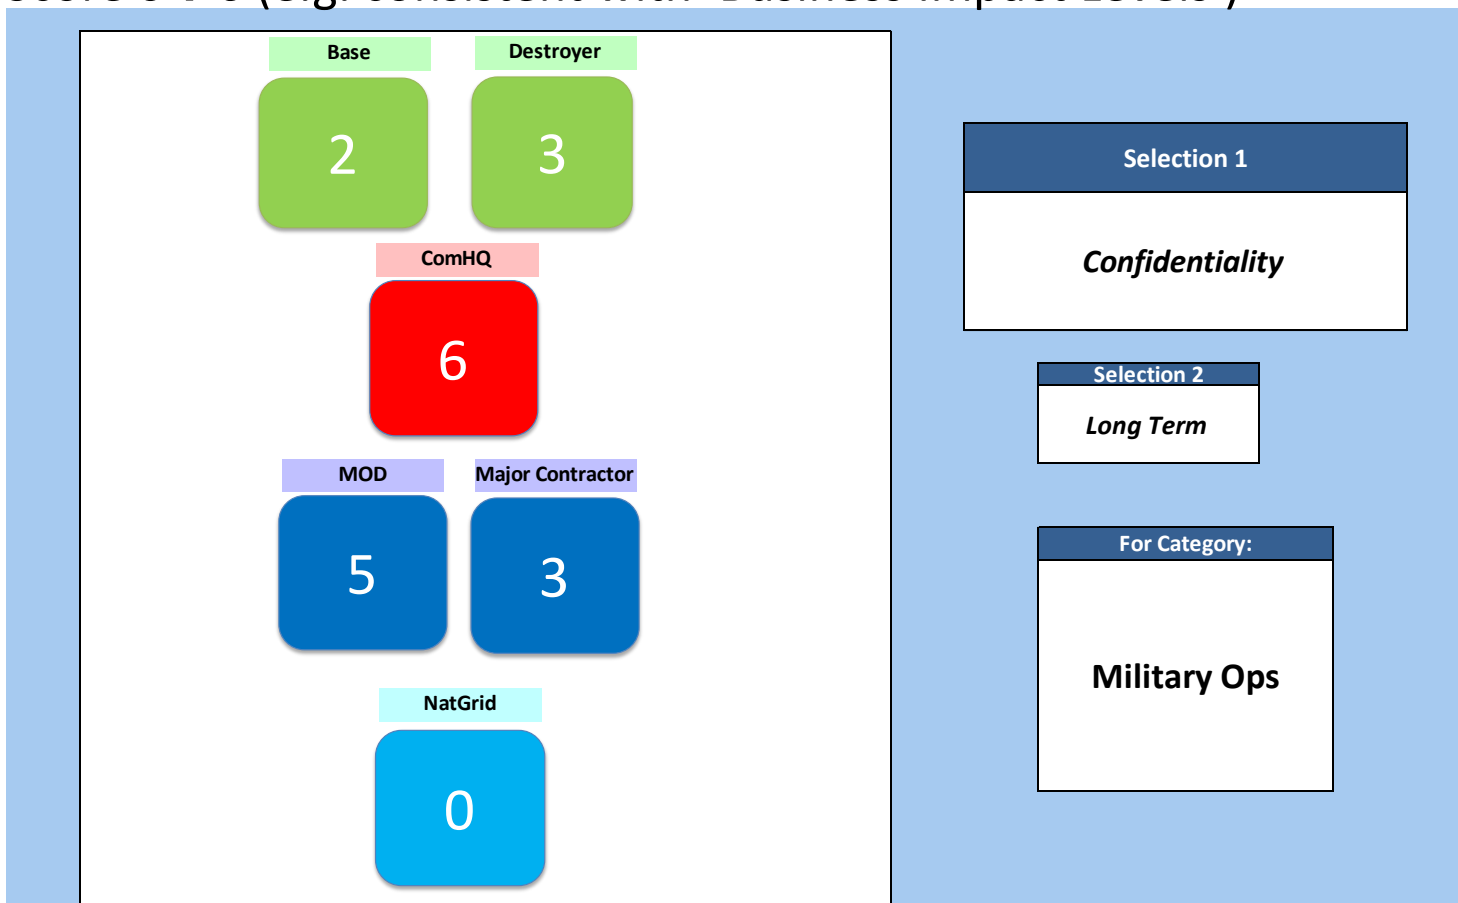 Base Destroyer
2 3
ComHQ
6
MOD Major Contractor
5 3
NatGrid
0
Selection 1
Confidentiality
Selection 2
Long Term
For Category:
Military Ops